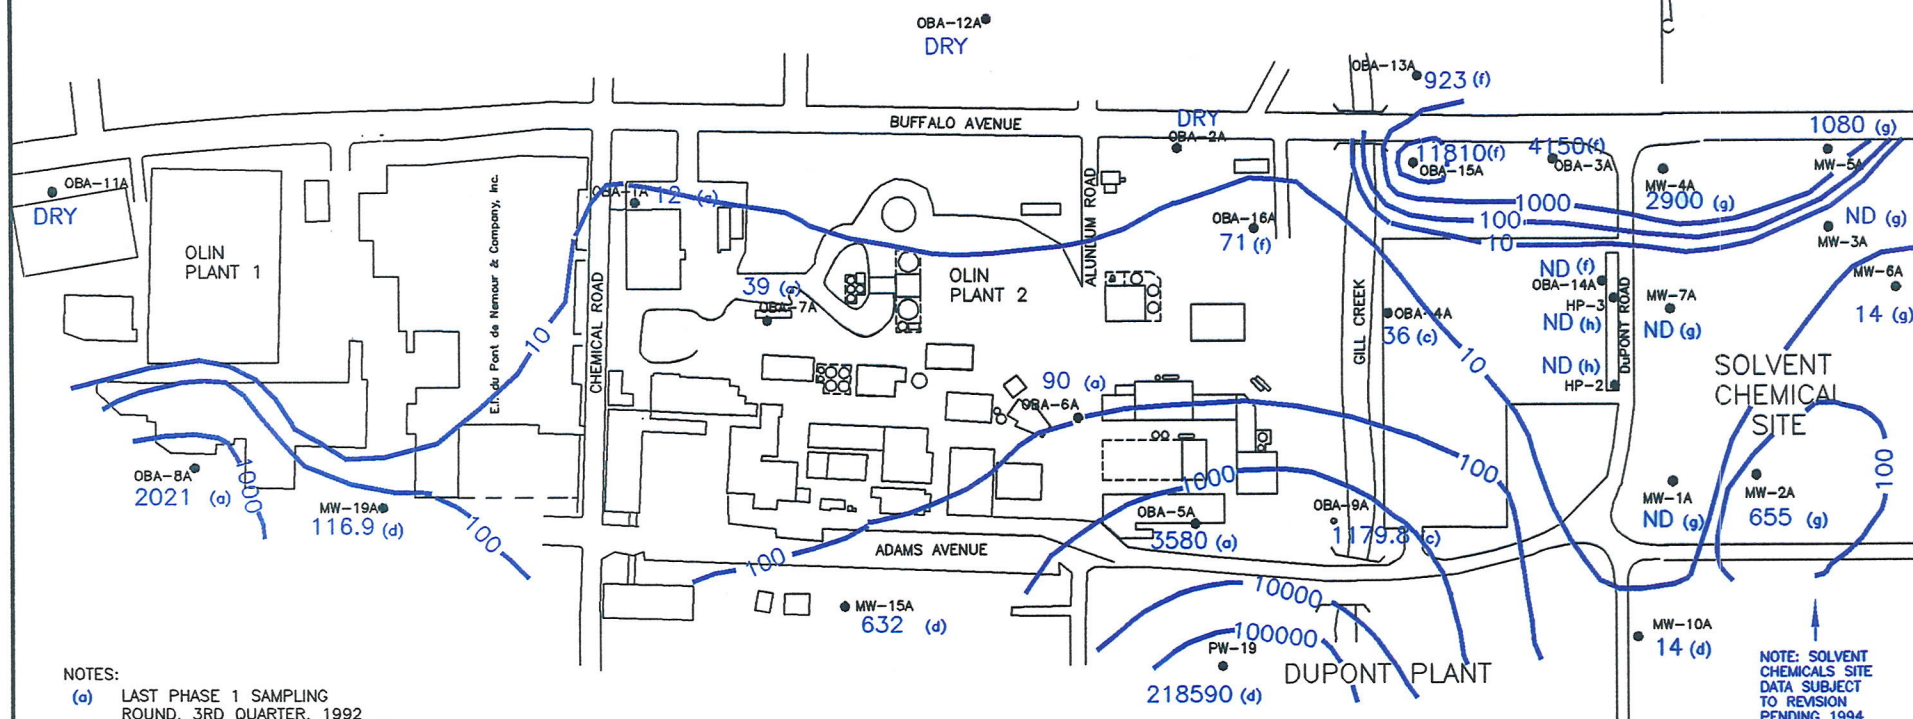 OBA-12A
DRY
OBA-13A
923 (f)
DRY
OBA-2A
BUFFALO AVENUE
1080 (g)
MW-5A
11810(f)
OBA-15A
4150(f)
OBA-3A
MW-4A
2900 (g)
OBA-11A
DRY
OBA-1A
12
E.I. du Pont de Nemour & Company, Inc.
ALUNDUM ROAD
OBA-16A
71 (f)
1000
100
10
ND (g)
MW-3A
OLIN
PLANT 1
OLIN
PLANT 2
39
OBA-7A
CHEMICAL ROAD
GILL CREEK
OBA-4A
36 (c)
ND (f)
OBA-14A
HP-3
ND (h)
ND (h)
HP-2
DuPONT ROAD
MW-7A
ND (g)
MW-6A
14 (g)
10
10
SOLVENT
CHEMICAL
SITE
90 (a)
OBA-6A
100
100
OBA-8A
2021 (a)
1000
MW-19A
116.9 (d)
100
1000
OBA-5A
3580 (a)
OBA-9A
1179.8 (c)
MW-1A
ND (g)
MW-2A
655 (g)
ADAMS AVENUE
100
10000
100000
MW-15A
632 (d)
PW-19
218590 (d)
DUPONT PLANT
MW-10A
14 (d)
NOTE: SOLVENT
CHEMICALS SITE
DATA SUBJECT
TO REVISION
PENDING 1994
NOTES:
(a) LAST PHASE 1 SAMPLING
ROUND, 3RD QUARTER, 1992